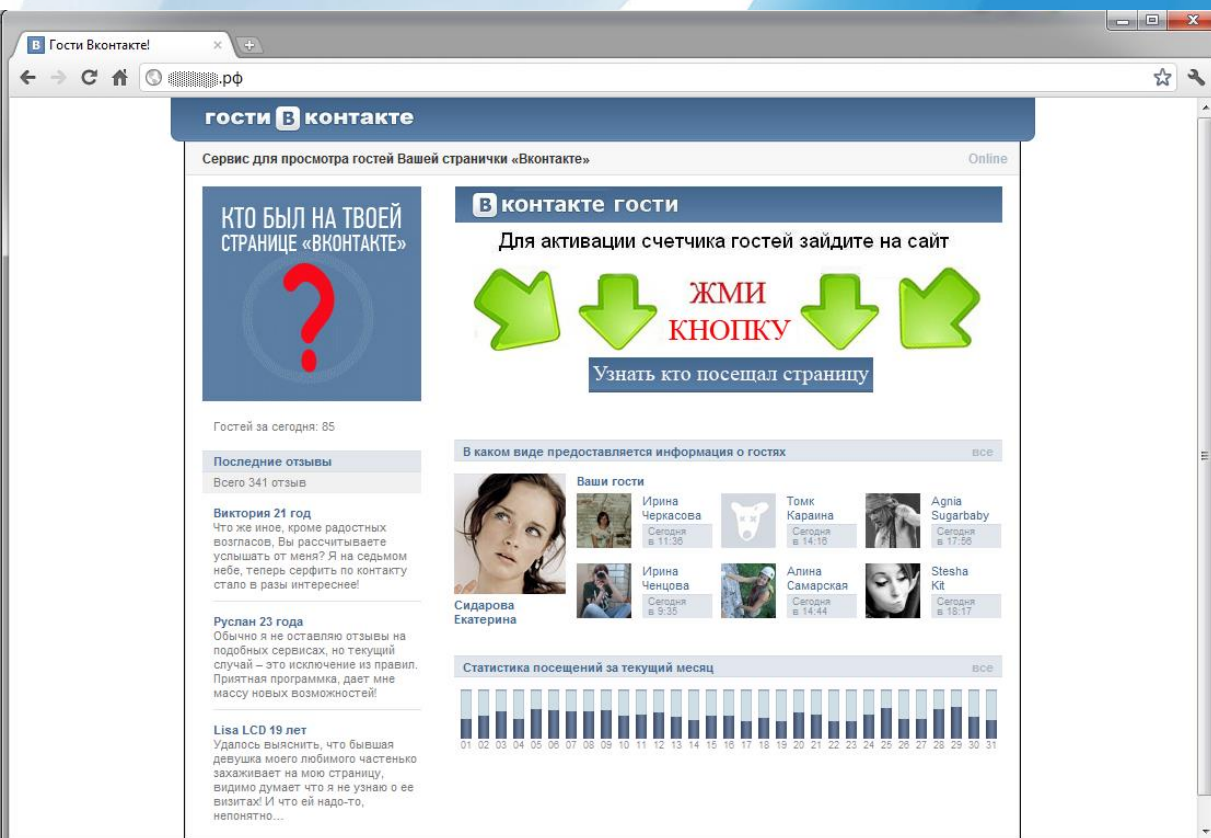 Гости Вконтакте!
.рф
гости В контакте
Сервис для просмотра гостей Вашей странички «Вконтакте»
Online
КТО БЫЛ НА ТВОЕЙ
СТРАНИЦЕ «ВКОНТАКТЕ»
?
Гостей за сегодня: 85
Последние отзывы
Всего 341 отзыв
Виктория 21 год
Что же иное, кроме радостных
возгласов, Вы рассчитываете
услышать от меня? Я на седьмом
небе, теперь серфить по контакту
стало в разы интереснее!
Руслан 23 года
Обычно я не оставляю отзывы на
подобных сервисах, но текущий
случай – это исключение из правил.
Приятная программка, дает мне
массу новых возможностей!
Lisa LCD 19 лет
Удалось выяснить, что бывшая
девушка моего любимого частенько
захаживает на мою страницу,
видимо думает что я не узнаю о ее
визитах! И что ей надо-то,
непонятно...
В контакте гости
Для активации счетчика гостей зайдите на сайт
ЖМИ
КНОПКУ
Узнать кто посещал страницу
В каком виде предоставляется информация о гостях
все
Сидарова
Екатерина
Ваши гости
Ирина
Черкасова
Сегодня
в 11:36
Томк
Караина
Сегодня
в 14:16
Agnia
Sugarbaby
Сегодня
в 17:56
Ирина
Ченцова
Сегодня
в 9:35
Алина
Самарская
Сегодня
в 14:44
Stesha
Kit
Сегодня
в 18:17
Статистика посещений за текущий месяц
все
01 02 03 04 05 06 07 08 09 10 11 12 13 14 15 16 17 18 19 20 21 22 23 24 25 26 27 28 29 30 31